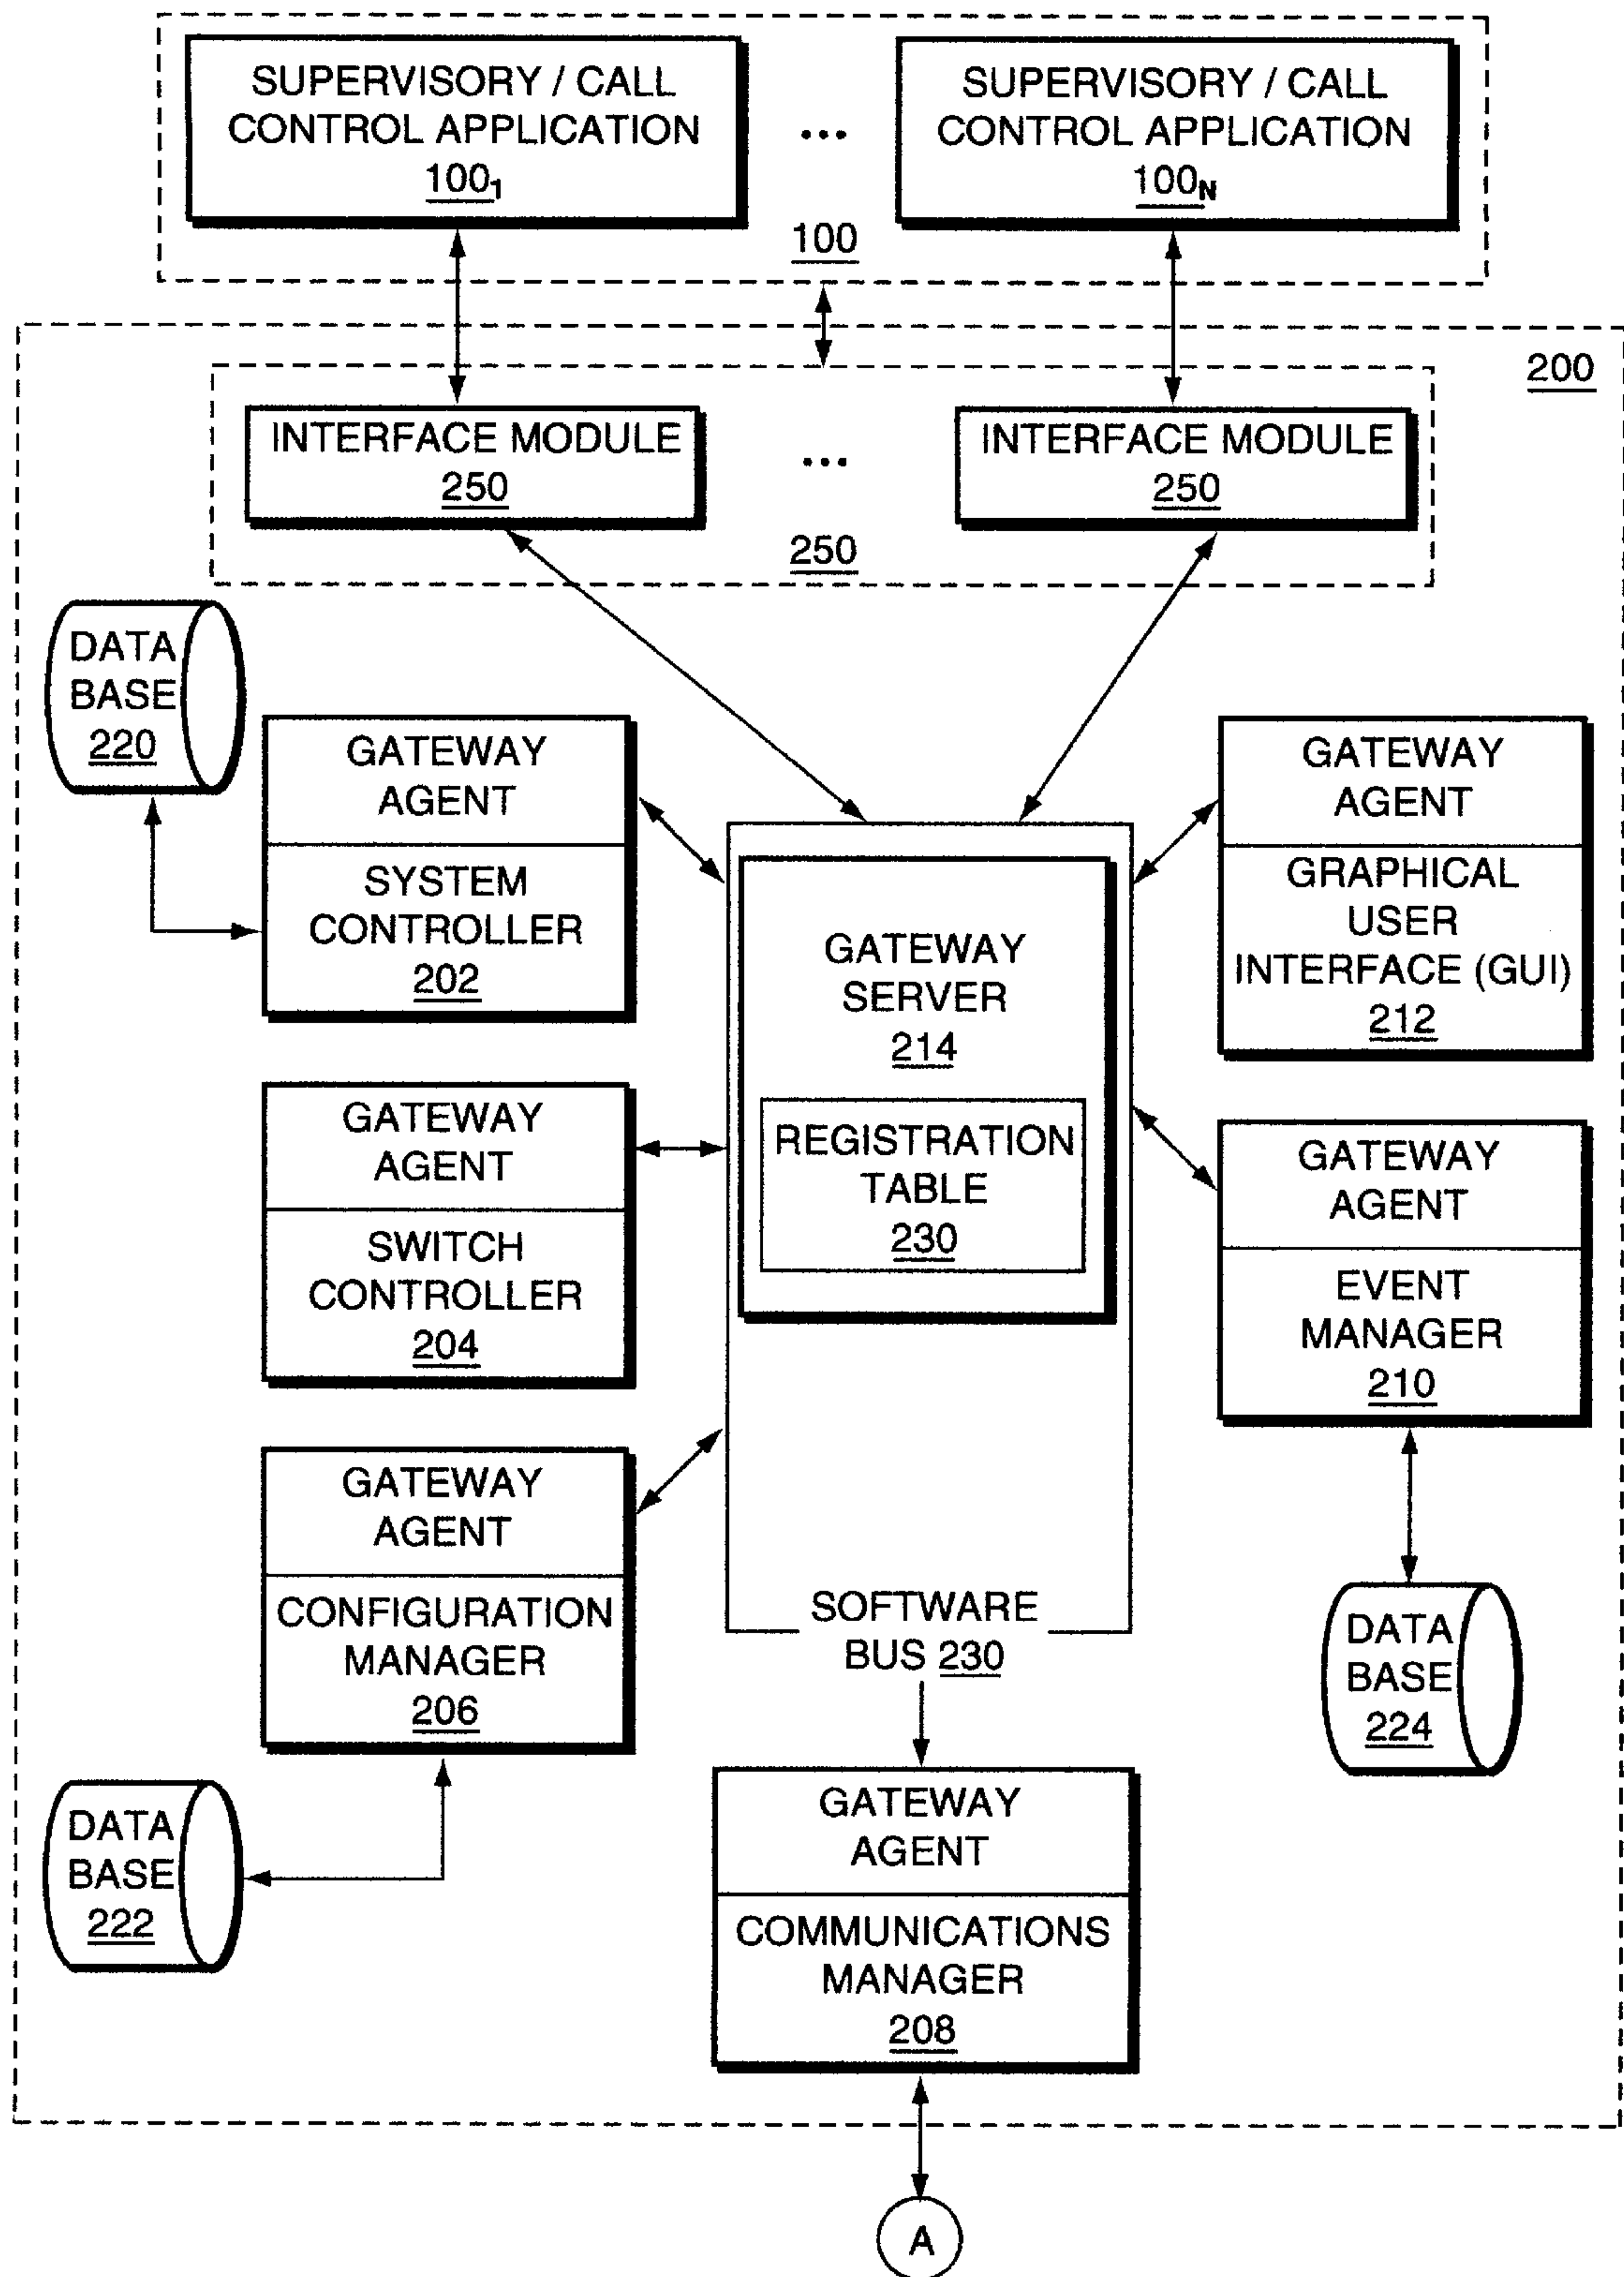 SUPERVISORY / CALL
CONTROL APPLICATION
100₁
...
SUPERVISORY / CALL
CONTROL APPLICATION
100N
100
200
INTERFACE MODULE
250
...
INTERFACE MODULE
250
250
DATA
BASE
220
GATEWAY
AGENT
SYSTEM
CONTROLLER
202
GATEWAY
AGENT
GRAPHICAL
USER
INTERFACE (GUI)
212
GATEWAY
SERVER
214
REGISTRATION
TABLE
230
GATEWAY
AGENT
SWITCH
CONTROLLER
204
GATEWAY
AGENT
EVENT
MANAGER
210
GATEWAY
AGENT
CONFIGURATION
MANAGER
206
SOFTWARE
BUS 230
DATA
BASE
224
DATA
BASE
222
GATEWAY
AGENT
COMMUNICATIONS
MANAGER
208
A